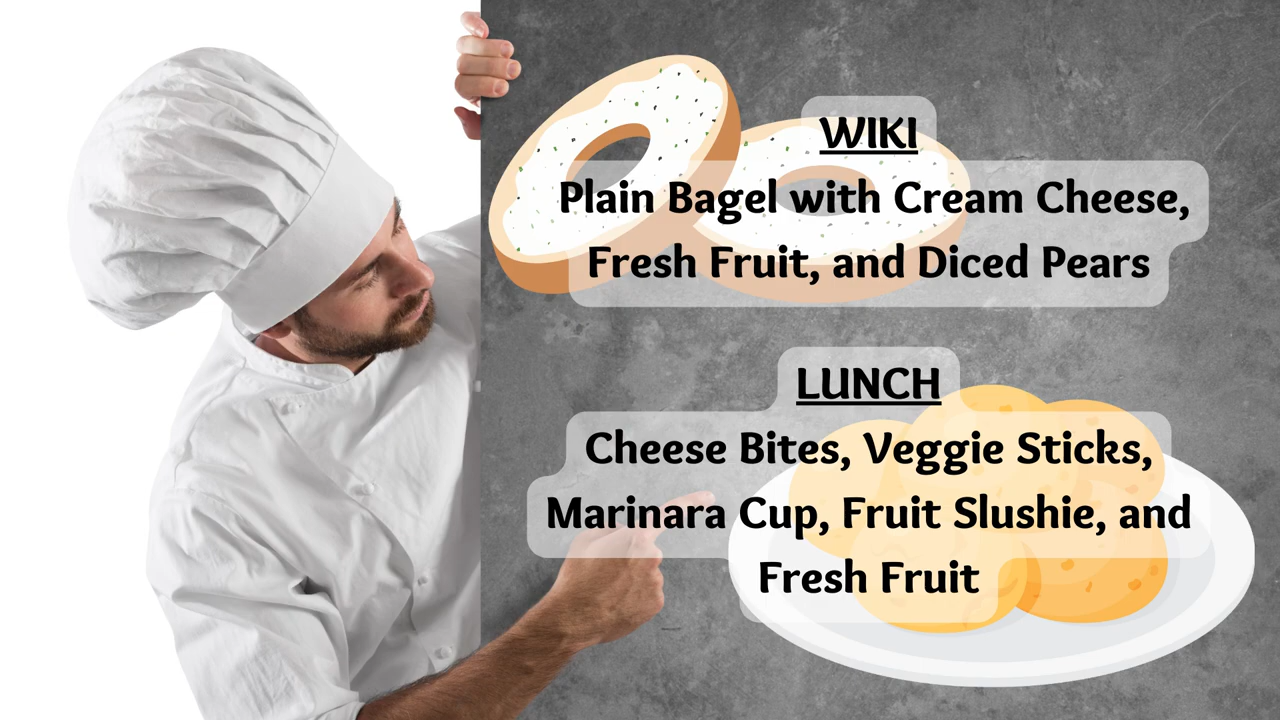 WIKI
Plain Bagel with Cream Cheese,
Fresh Fruit, and Diced Pears
LUNCH
Cheese Bites, Veggie Sticks,
Marinara Cup, Fruit Slushie, and
Fresh Fruit